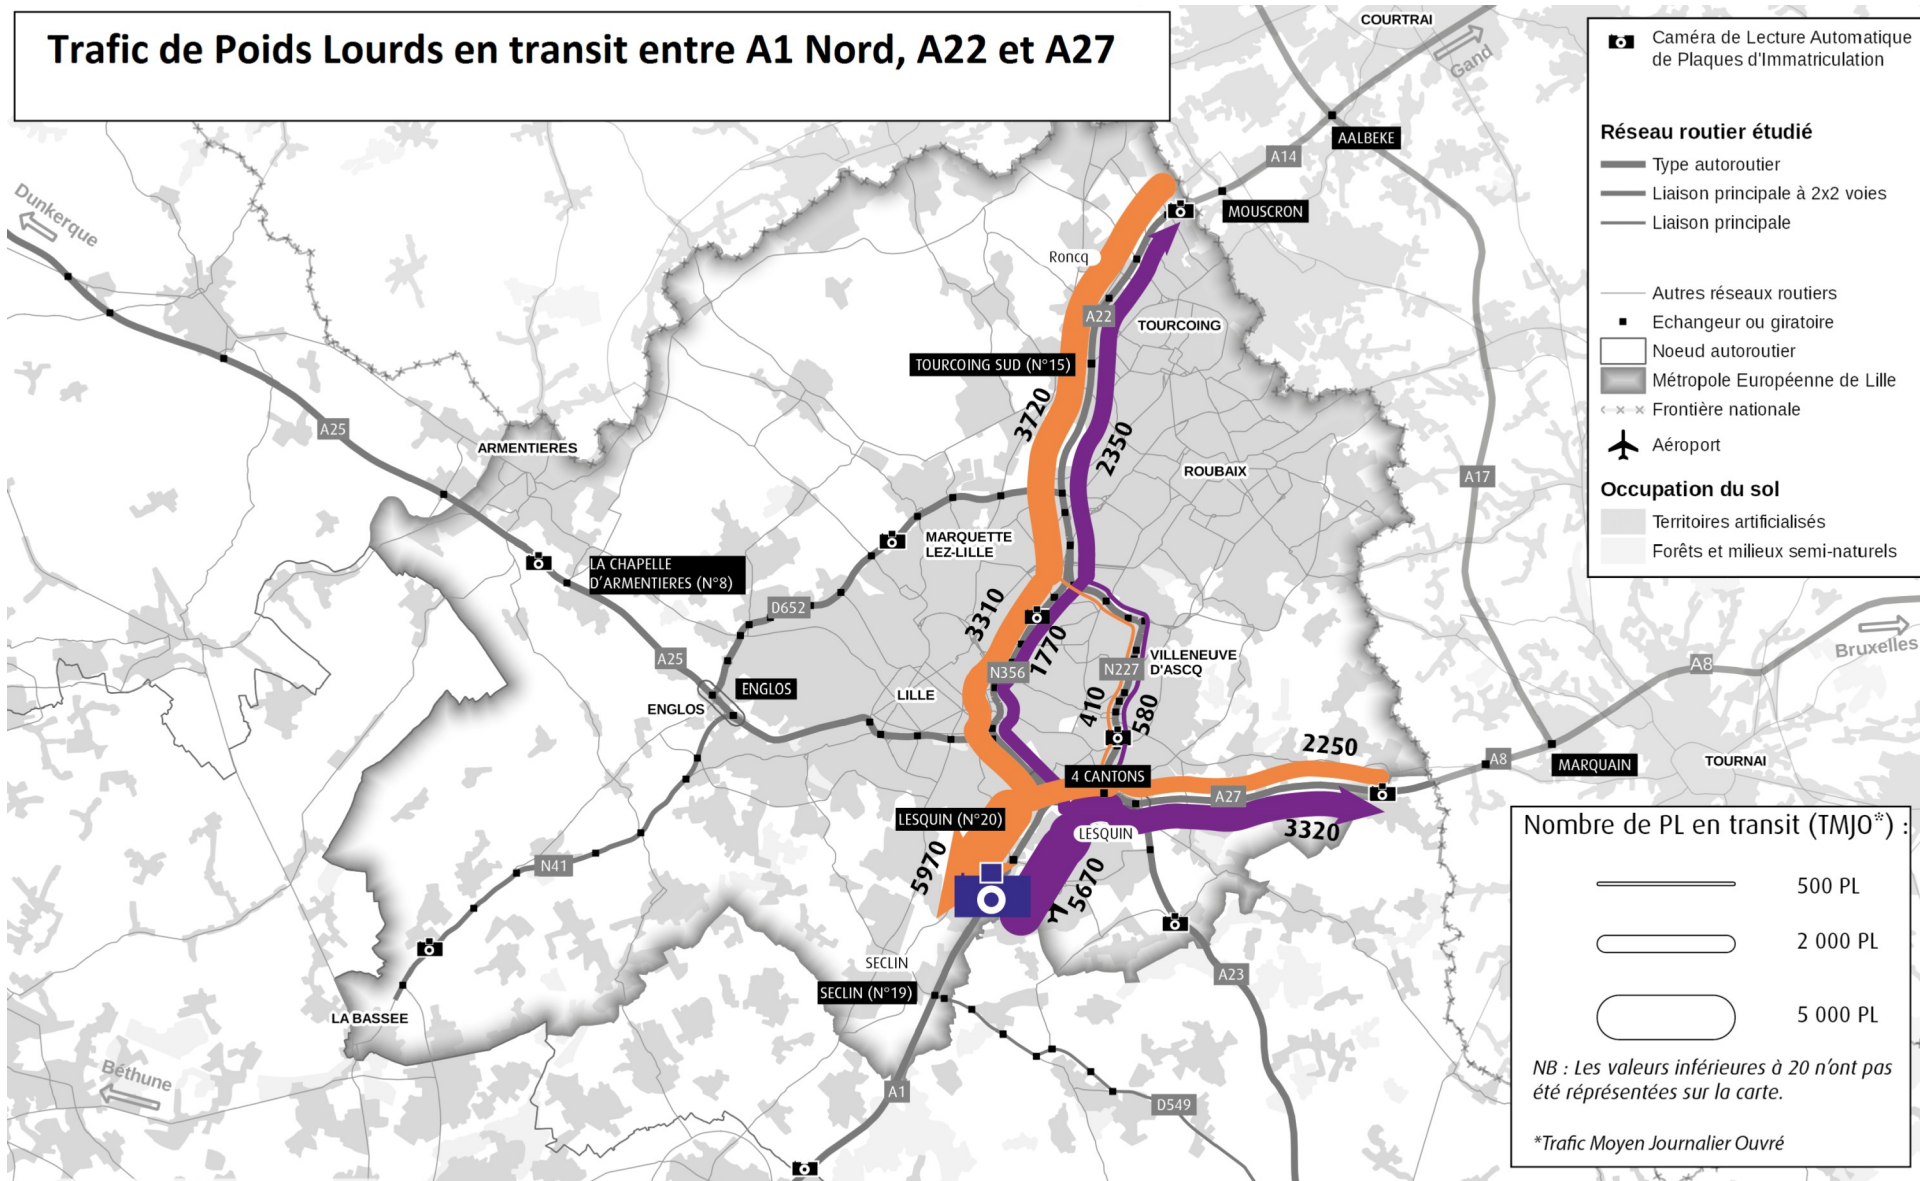 Trafic de Poids Lourds en transit entre A1 Nord, A22 et A27
Caméra de Lecture Automatique
de Plaques d'Immatriculation
Réseau routier étudié
Type autoroutier
Liaison principale à 2x2 voies
Liaison principale
Autres réseaux routiers
Echangeur ou giratoire
Noeud autoroutier
Métropole Européenne de Lille
Frontière nationale
Aéroport
Occupation du sol
Territoires artificialisés
Forêts et milieux semi-naturels
COURTRAI
Gand
AALBEKE
A14
Dunkerque
MOUSCRON
Roncq
A22
TOURCOING
TOURCOING SUD (N°15)
3720
2350
A25
ARMENTIERES
ROUBAIX
A17
MARQUETTE
LEZ-LILLE
LA CHAPELLE
D'ARMENTIERES (N°8)
D652
3310
1770
Bruxelles
A25
N356
N227
VILLENEUVE
D'ASCQ
A8
ENGLOS
ENGLOS
LILLE
410
580
2250
A8
MARQUAIN
TOURNAI
4 CANTONS
A27
LESQUIN (N°20)
LESQUIN
3320
N41
5970
5670
SECLIN
A23
SECLIN (N°19)
LA BASSEE
Béthune
A1
D549
Nombre de PL en transit (TMJO*) :
500 PL
2 000 PL
5 000 PL
NB : Les valeurs inférieures à 20 n'ont pas
été réprésentées sur la carte.
*Trafic Moyen Journalier Ouvré